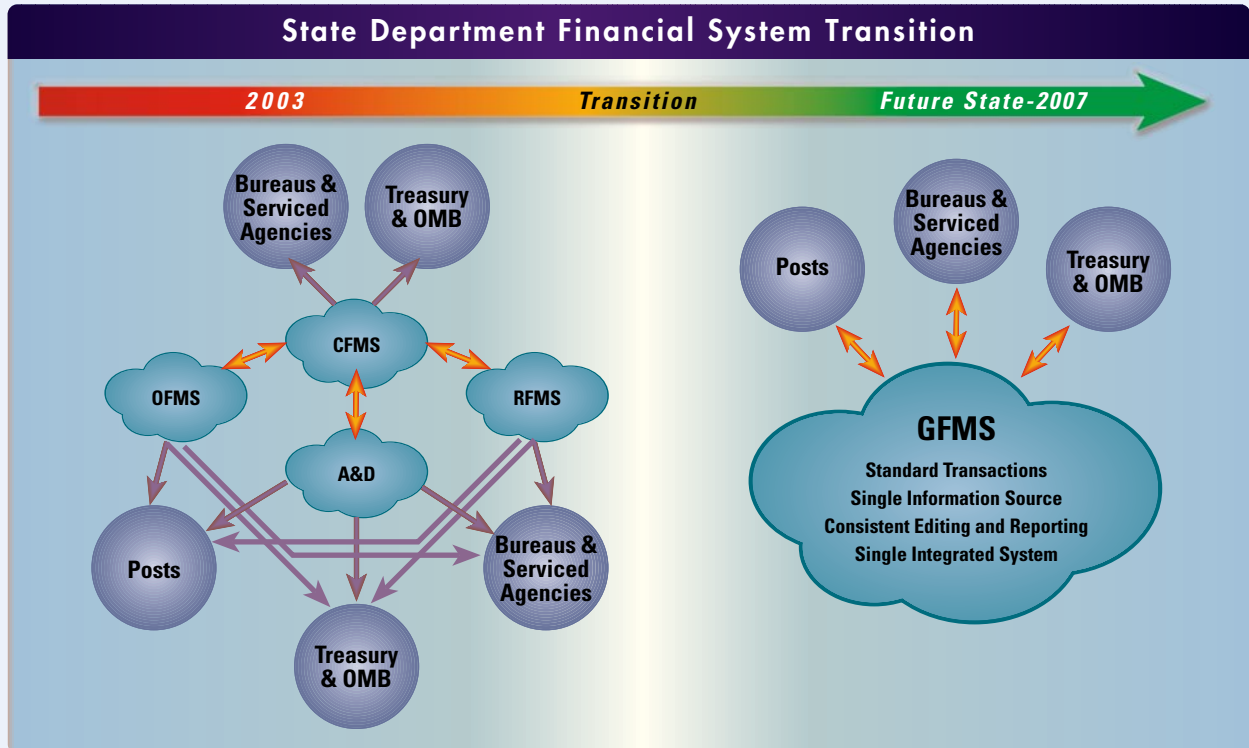 State Department Financial System Transition
2003
Transition
Future State-2007
Bureaus &
Serviced
Agencies
Treasury
& OMB
CFMS
OFMS
RFMS
A&D
Posts
Bureaus &
Serviced
Agencies
Treasury
& OMB
Posts
Bureaus &
Serviced
Agencies
Treasury
& OMB
GFMS
Standard Transactions
Single Information Source
Consistent Editing and Reporting
Single Integrated System